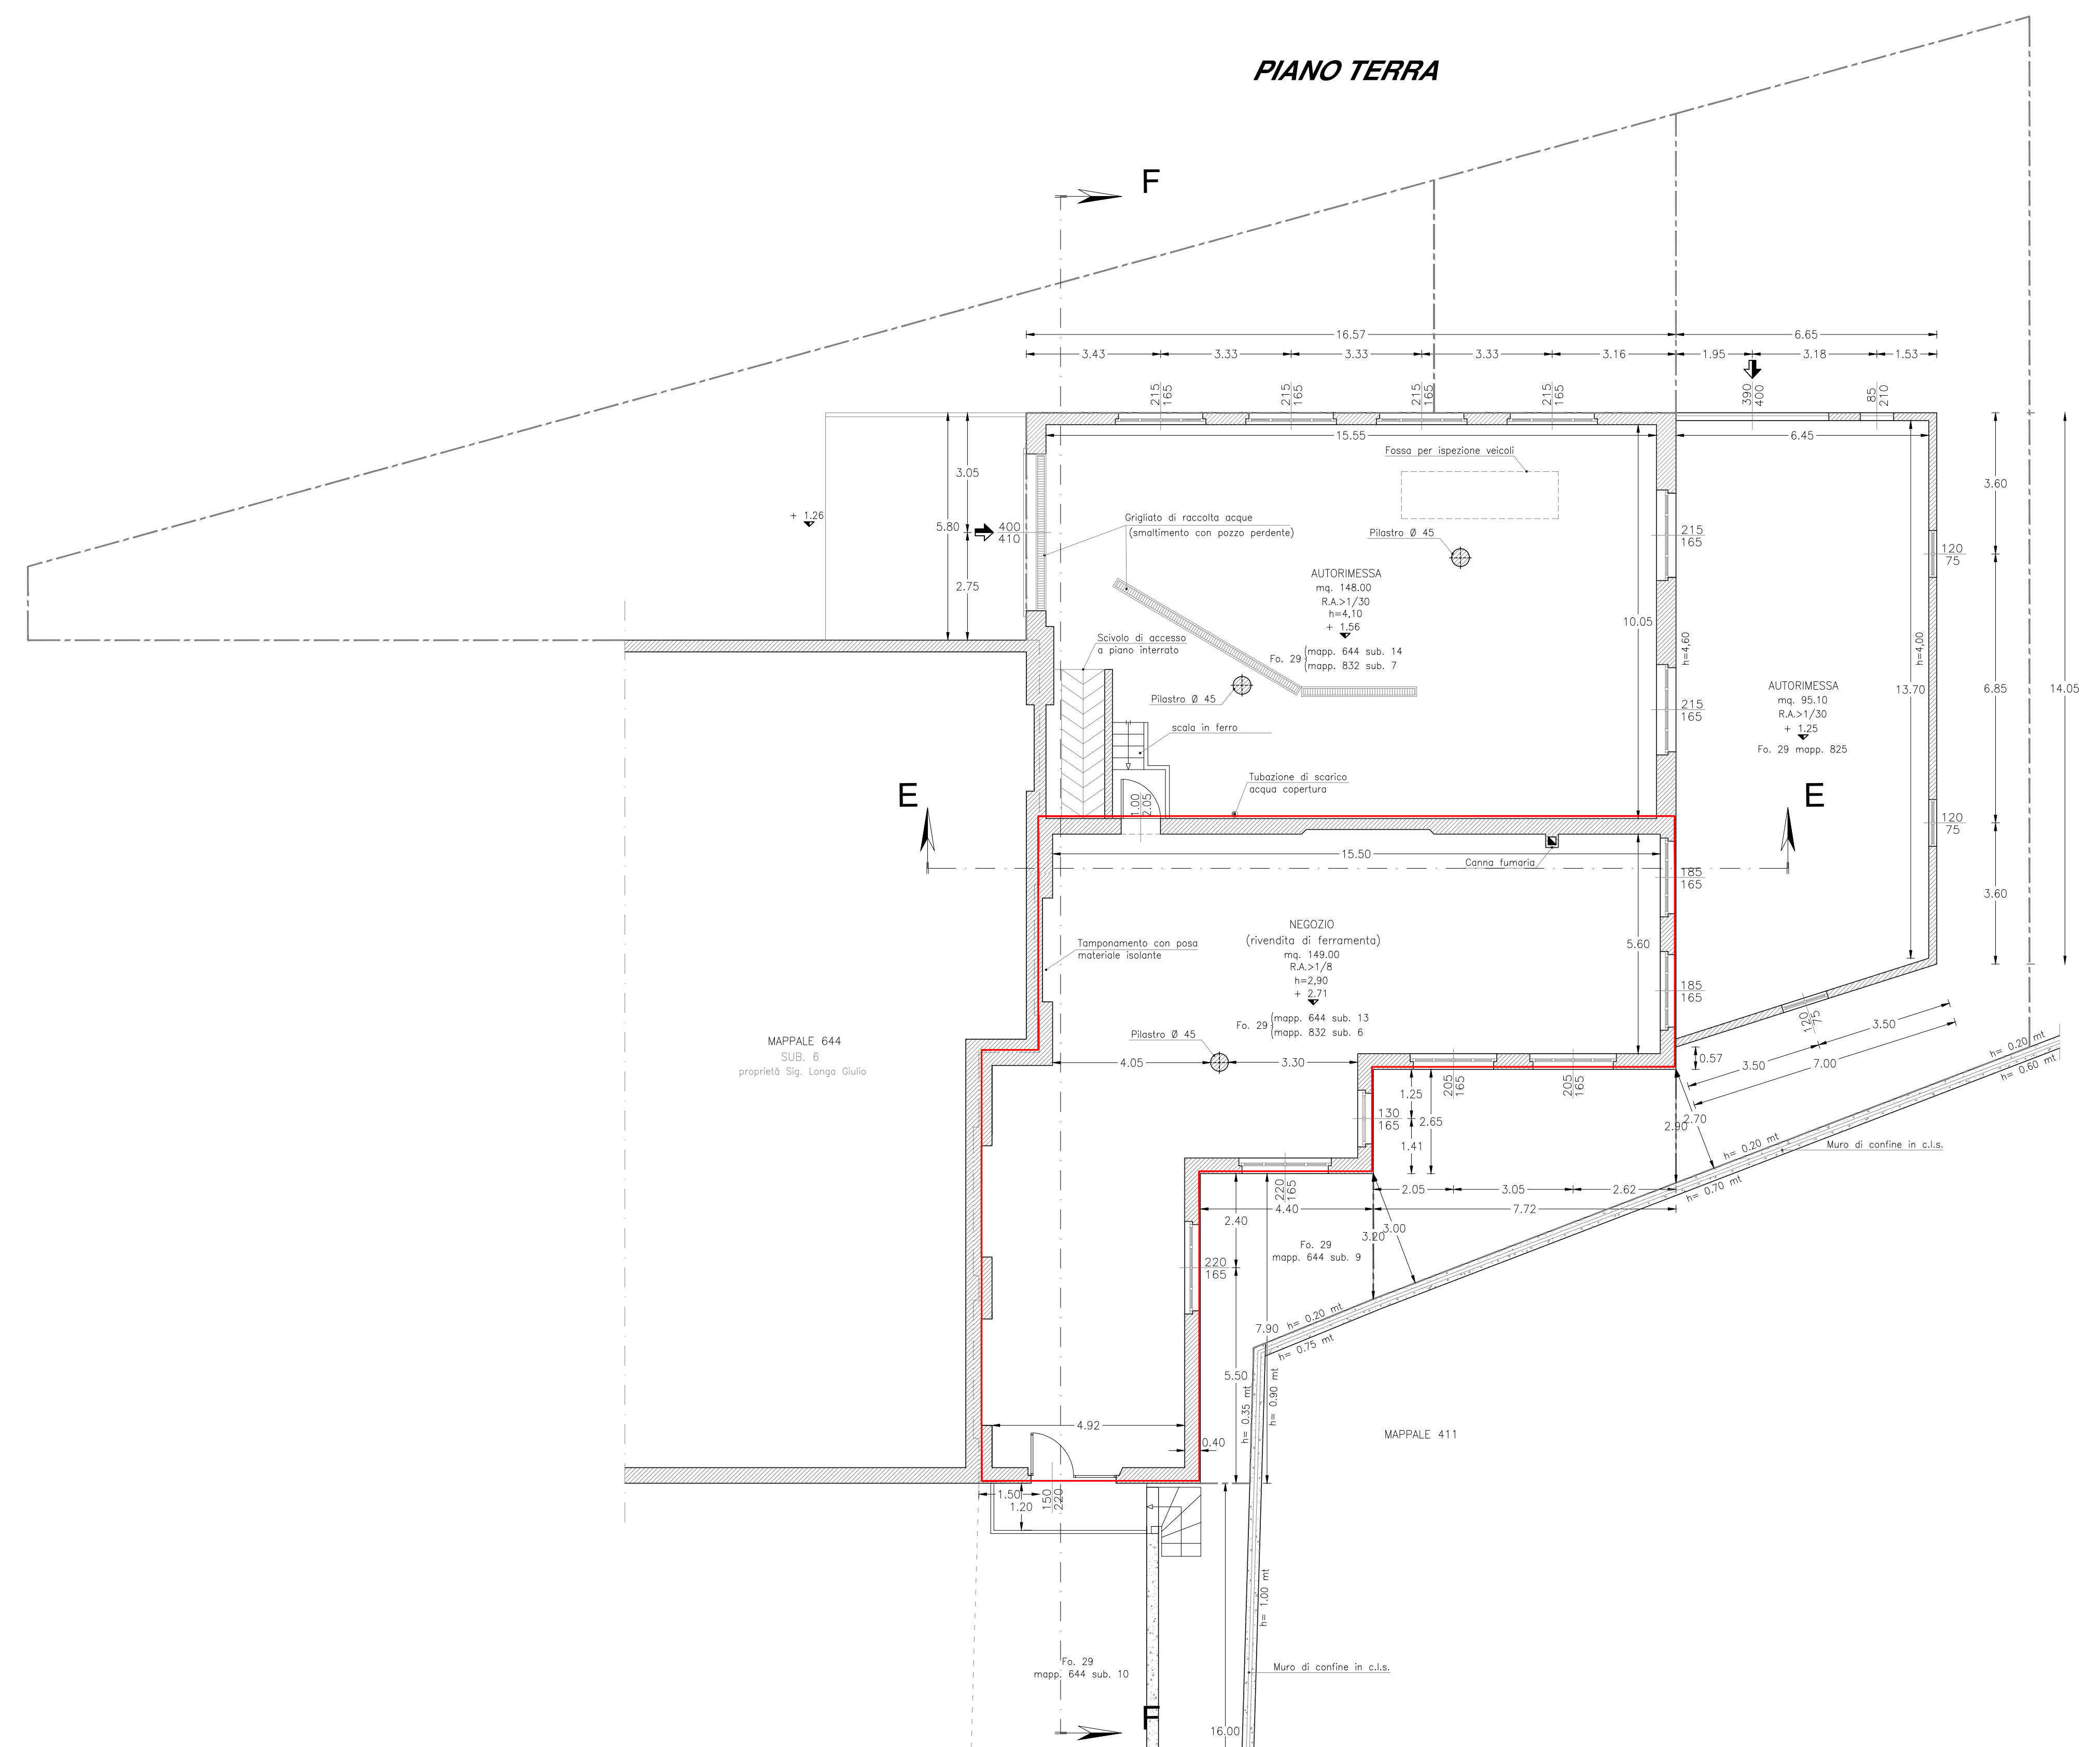 PIANO TERRA
F
16.57
6.65
3.43
3.33
3.33
3.33
3.16
1.95
3.18
1.53
215
165
215
165
215
165
215
165
390
400
85
210
15.55
6.45
Fossa per ispezione veicoli
3.05
5.80
2.75
+ 1.26
400
410
Grigliato di raccolta acque
(smaltimento con pozzo perdente)
Pilastro Ø 45
215
165
3.60
120
75
AUTORIMESSA
mq. 148.00
R.A.>1/30
h=4,10
+ 1.56
Fo. 29
mapp. 644 sub. 14
mapp. 832 sub. 7
10.05
h=4,60
h=4,00
Scivolo di accesso
a piano interrato
Pilastro Ø 45
scala in ferro
215
165
AUTORIMESSA
mq. 95.10
R.A.>1/30
+ 1.25
Fo. 29 mapp. 825
13.70
6.85
14.05
Tubazione di scarico
acqua copertura
1.00
2.05
E
E
120
75
15.50
Canna fumaria
185
165
3.60
NEGOZIO
(rivendita di ferramenta)
mq. 149.00
R.A.>1/8
h=2,90
+ 2.71
Fo. 29
mapp. 644 sub. 13
mapp. 832 sub. 6
5.60
185
165
Tamponamento con posa
materiale isolante
120
75
3.50
3.50
7.00
MAPPALE 644
SUB. 6
proprietà Sig. Longa Giulio
Pilastro Ø 45
4.05
3.30
0.57
h= 0.20 mt
h= 0.60 mt
205
165
205
165
1.25
130
165
2.65
1.41
2.90
2.70
h= 0.20 mt
Muro di confine in c.l.s.
h= 0.70 mt
220
165
2.05
3.05
2.62
4.40
7.72
2.40
3.20
3.00
Fo. 29
mapp. 644 sub. 9
220
165
h= 0.20 mt
h= 0.75 mt
7.90
5.50
h= 0.35 mt
h= 0.90 mt
4.92
0.40
MAPPALE 411
1.50
1.20
150
220
h= 1.00 mt
Fo. 29
mapp. 644 sub. 10
Muro di confine in c.l.s.
F
16.00